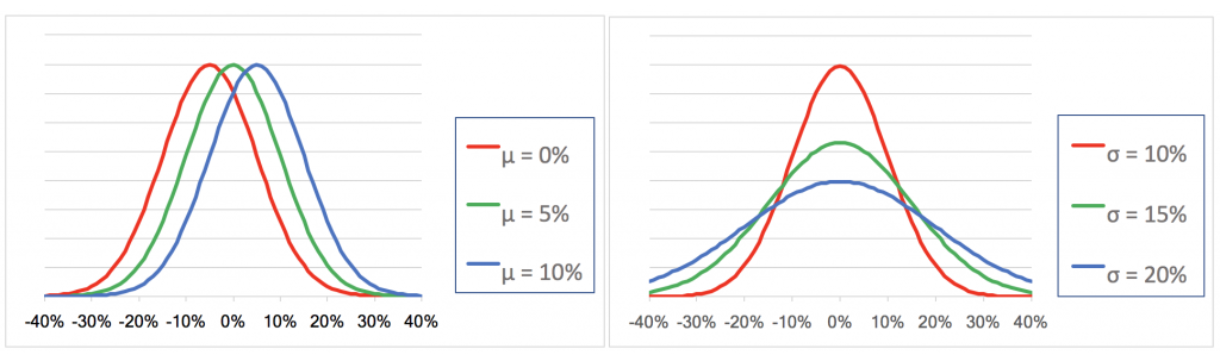 μ = 0%
μ = 5%
μ = 10%
-40% -30% -20% -10% 0% 10% 20% 30% 40%
σ = 10%
σ = 15%
σ = 20%
-40% -30% -20% -10% 0% 10% 20% 30% 40%